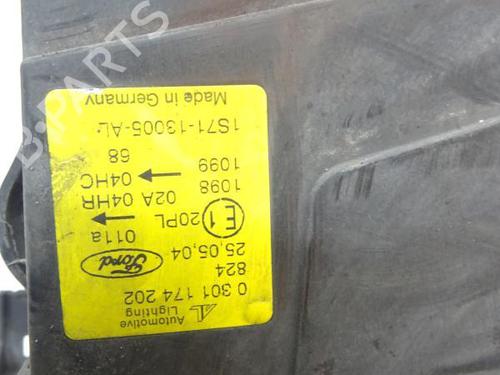 Automotive
Lighting
0 301 174 202
824
25.05.04
Ford
011a
E1
20PL
1098 02A 04HR
1099 04HC
68
1S71-13005-AL
Made in Germany
B-PARTS